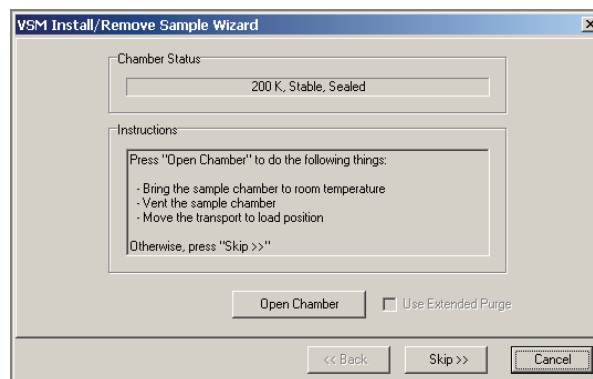 VSM Install/Remove Sample Wizard
Chamber Status
200 K, Stable, Sealed
Instructions
Press "Open Chamber" to do the following things:
- Bring the sample chamber to room temperature
- Vent the sample chamber
- Move the transport to load position
Otherwise, press "Skip >>"
Open Chamber
Use Extended Purge
<< Back
Skip >>
Cancel